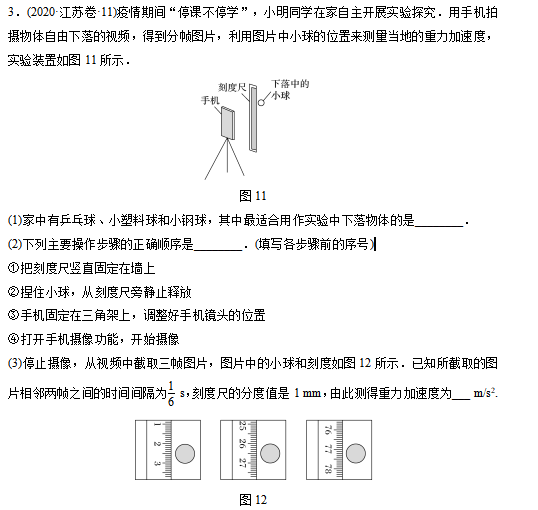 3．(2020·江苏卷·11)疫情期间“停课不停学”，小明同学在家自主开展实验探究．用手机拍
摄物体自由下落的视频，得到分帧图片，利用图片中小球的位置来测量当地的重力加速度，
实验装置如图 11 所示．
刻度尺
下落中的
小球
手机
图 11
(1)家中有乒乓球、小塑料球和小钢球，其中最适合用作实验中下落物体的是________．
(2)下列主要操作步骤的正确顺序是________．(填写各步骤前的序号)
①把刻度尺竖直固定在墙上
②捏住小球，从刻度尺旁静止释放
③手机固定在三角架上，调整好手机镜头的位置
④打开手机摄像功能，开始摄像
(3)停止摄像，从视频中截取三帧图片，图片中的小球和刻度如图 12 所示．已知所截取的图
片相邻两帧之间的时间间隔为1/6 s，刻度尺的分度值是 1 mm，由此测得重力加速度为___ m/s².
1 2 3
25 26 27
76 77 78
图 12